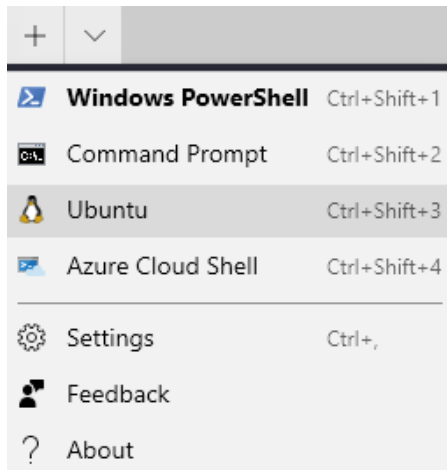 Windows PowerShell Ctrl+Shift+1
Command Prompt Ctrl+Shift+2
Ubuntu Ctrl+Shift+3
Azure Cloud Shell Ctrl+Shift+4
Settings Ctrl+,
Feedback
About